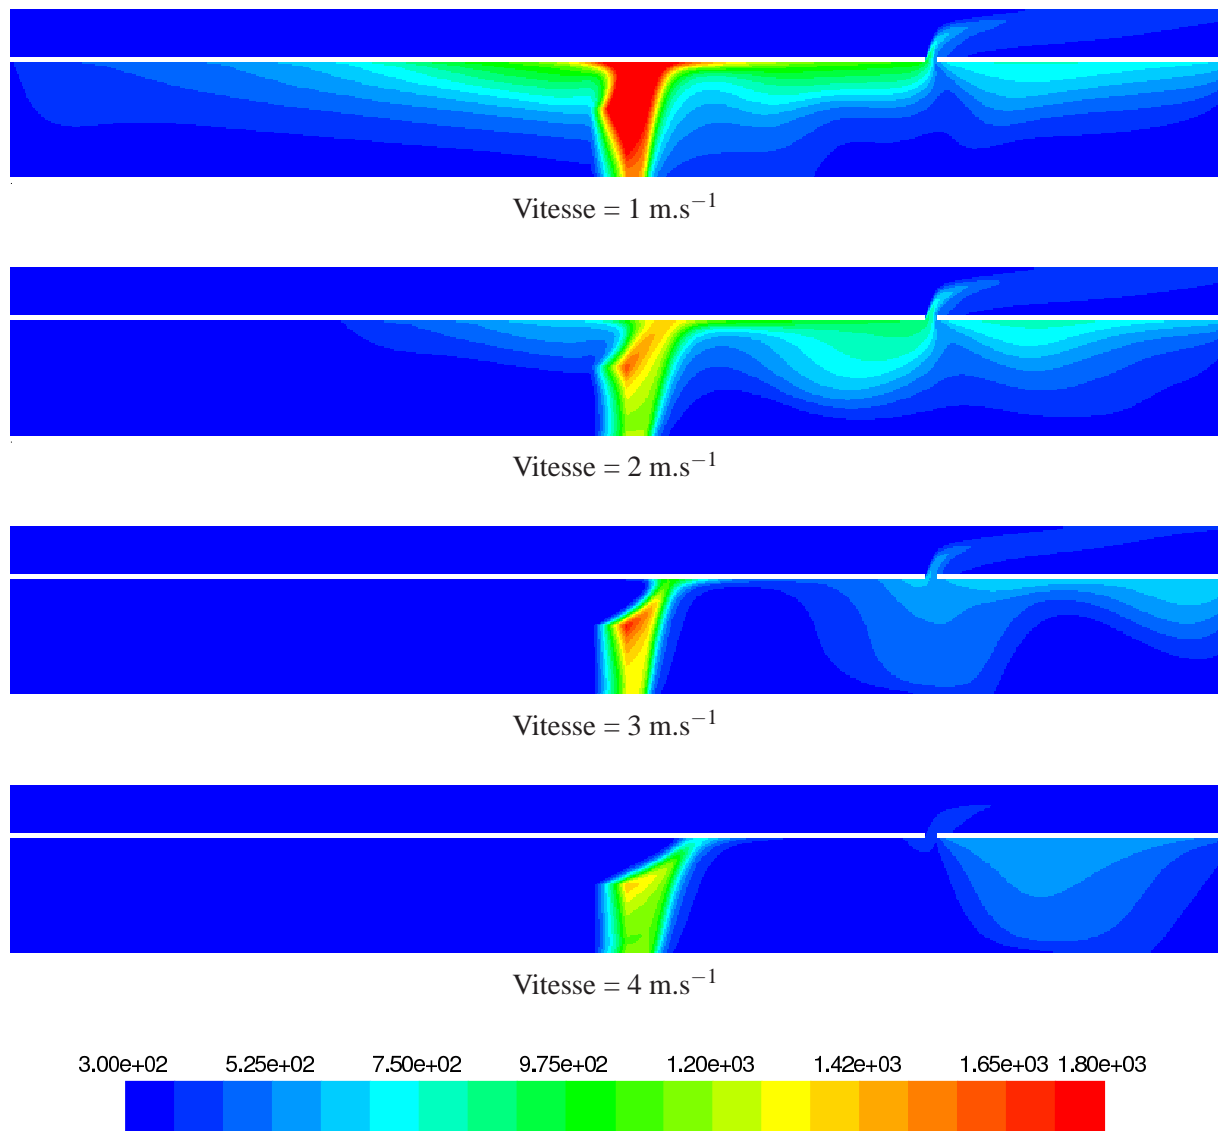 Vitesse = 1 m.s⁻¹
Vitesse = 2 m.s⁻¹
Vitesse = 3 m.s⁻¹
Vitesse = 4 m.s⁻¹
3.00e+02 5.25e+02 7.50e+02 9.75e+02 1.20e+03 1.42e+03 1.65e+03 1.80e+03